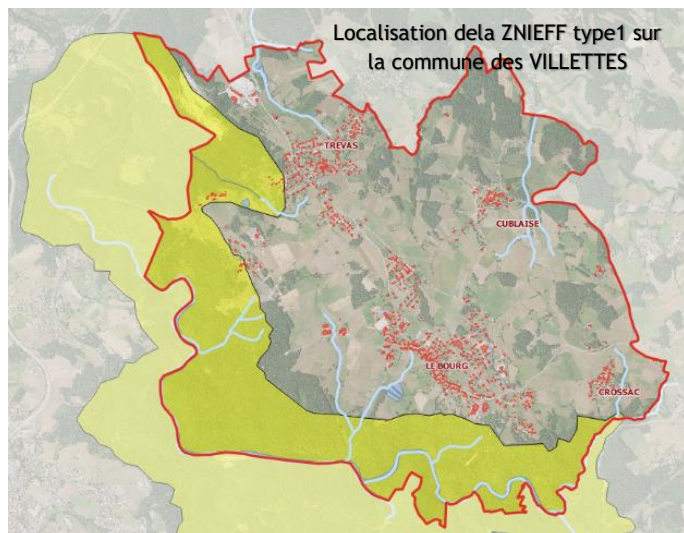 Localisation dela ZNIEFF type1 sur
la commune des VILLETTES
TREVAS
CUBLAISE
LE BOURG
CROSSAC